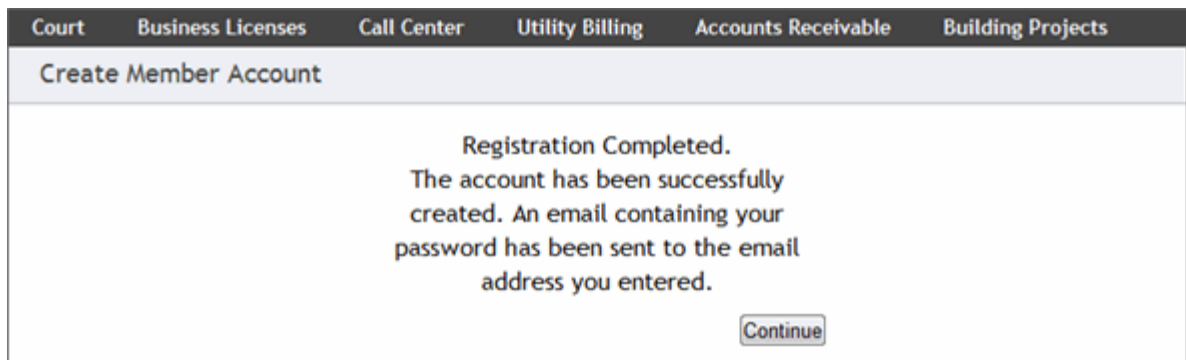 Court Business Licenses Call Center Utility Billing Accounts Receivable Building Projects
Create Member Account
Registration Completed.
The account has been successfully
created. An email containing your
password has been sent to the email
address you entered.
Continue